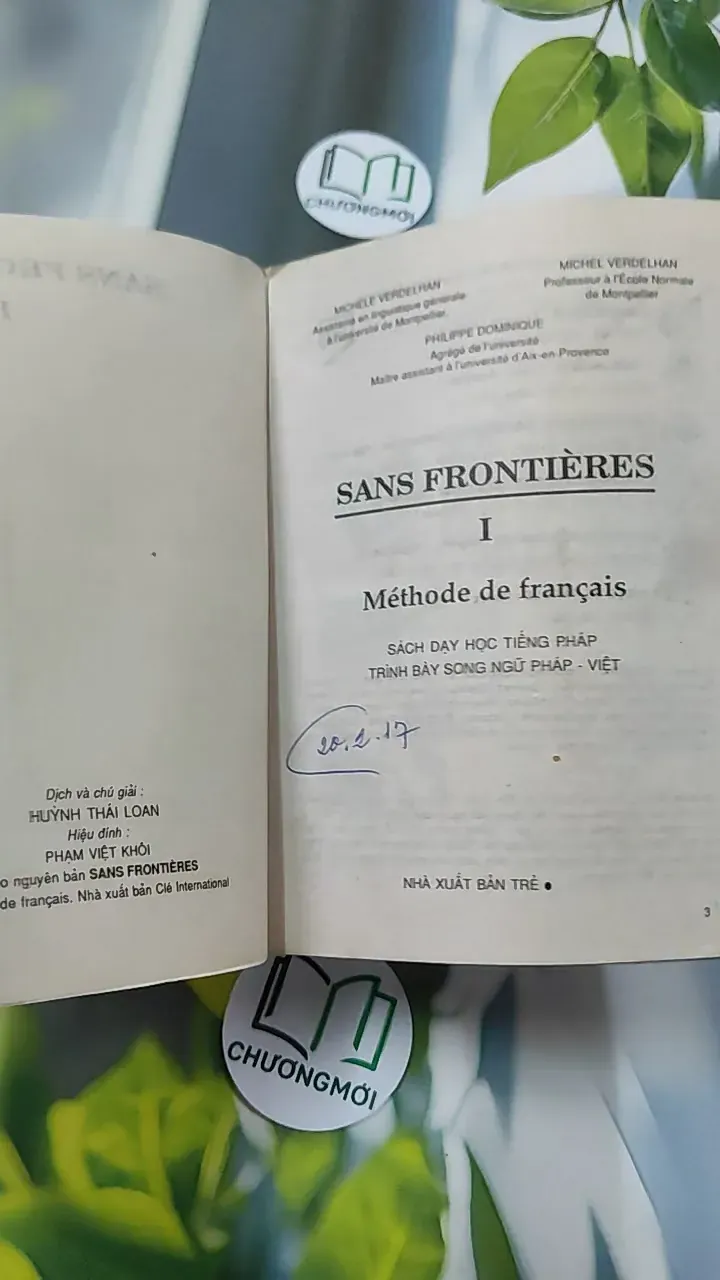 CHƯƠNGMỚI
MICHÈLE VERDELHAN
Assistante en linguistique générale
à l'université de Montpellier.
MICHEL VERDELHAN
Professeur à l'École Normale
de Montpellier
PHILIPPE DOMINIQUE
Agrégé de l'université
Maître assistant à l'université d'Aix-en-Provence
SANS FRONTIÈRES
I
Méthode de français
SÁCH DẠY HỌC TIẾNG PHÁP
TRÌNH BÀY SONG NGỮ PHÁP - VIỆT
20.2.17
NHÀ XUẤT BẢN TRẺ
3
Dịch và chú giải :
HUỲNH THÁI LOAN
Hiệu đính :
PHẠM VIỆT KHÔI
o nguyên bản SANS FRONTIÈRES
de français. Nhà xuất bản Clé International
CHƯƠNGMỚI